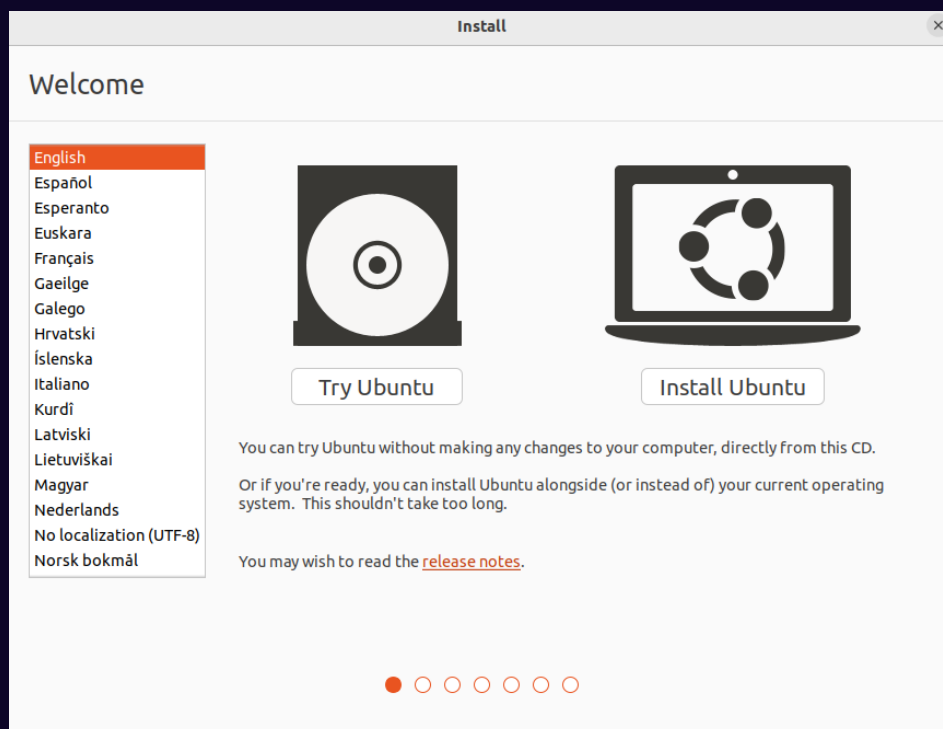 Install
Welcome
English
Español
Esperanto
Euskara
Français
Gaeilge
Galego
Hrvatski
Íslenska
Italiano
Kurdî
Latviski
Lietuviškai
Magyar
Nederlands
No localization (UTF-8)
Norsk bokmål
Try Ubuntu
Install Ubuntu
You can try Ubuntu without making any changes to your computer, directly from this CD.
Or if you're ready, you can install Ubuntu alongside (or instead of) your current operating
system. This shouldn't take too long.
You may wish to read the release notes.